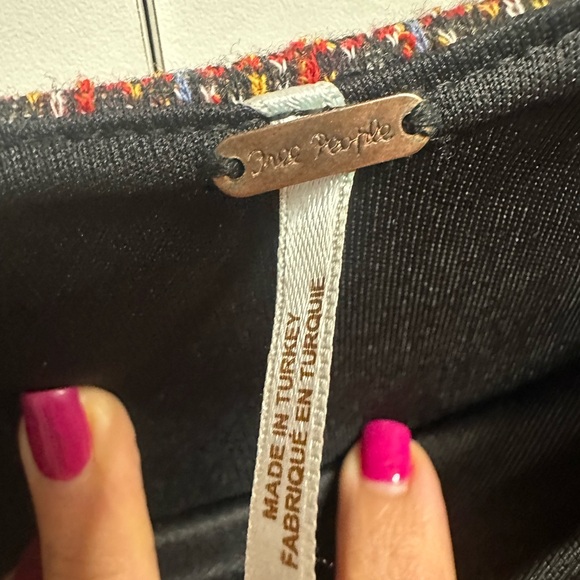 Free People
MADE IN TURKEY
FABRIQUÉ EN TURQUIE